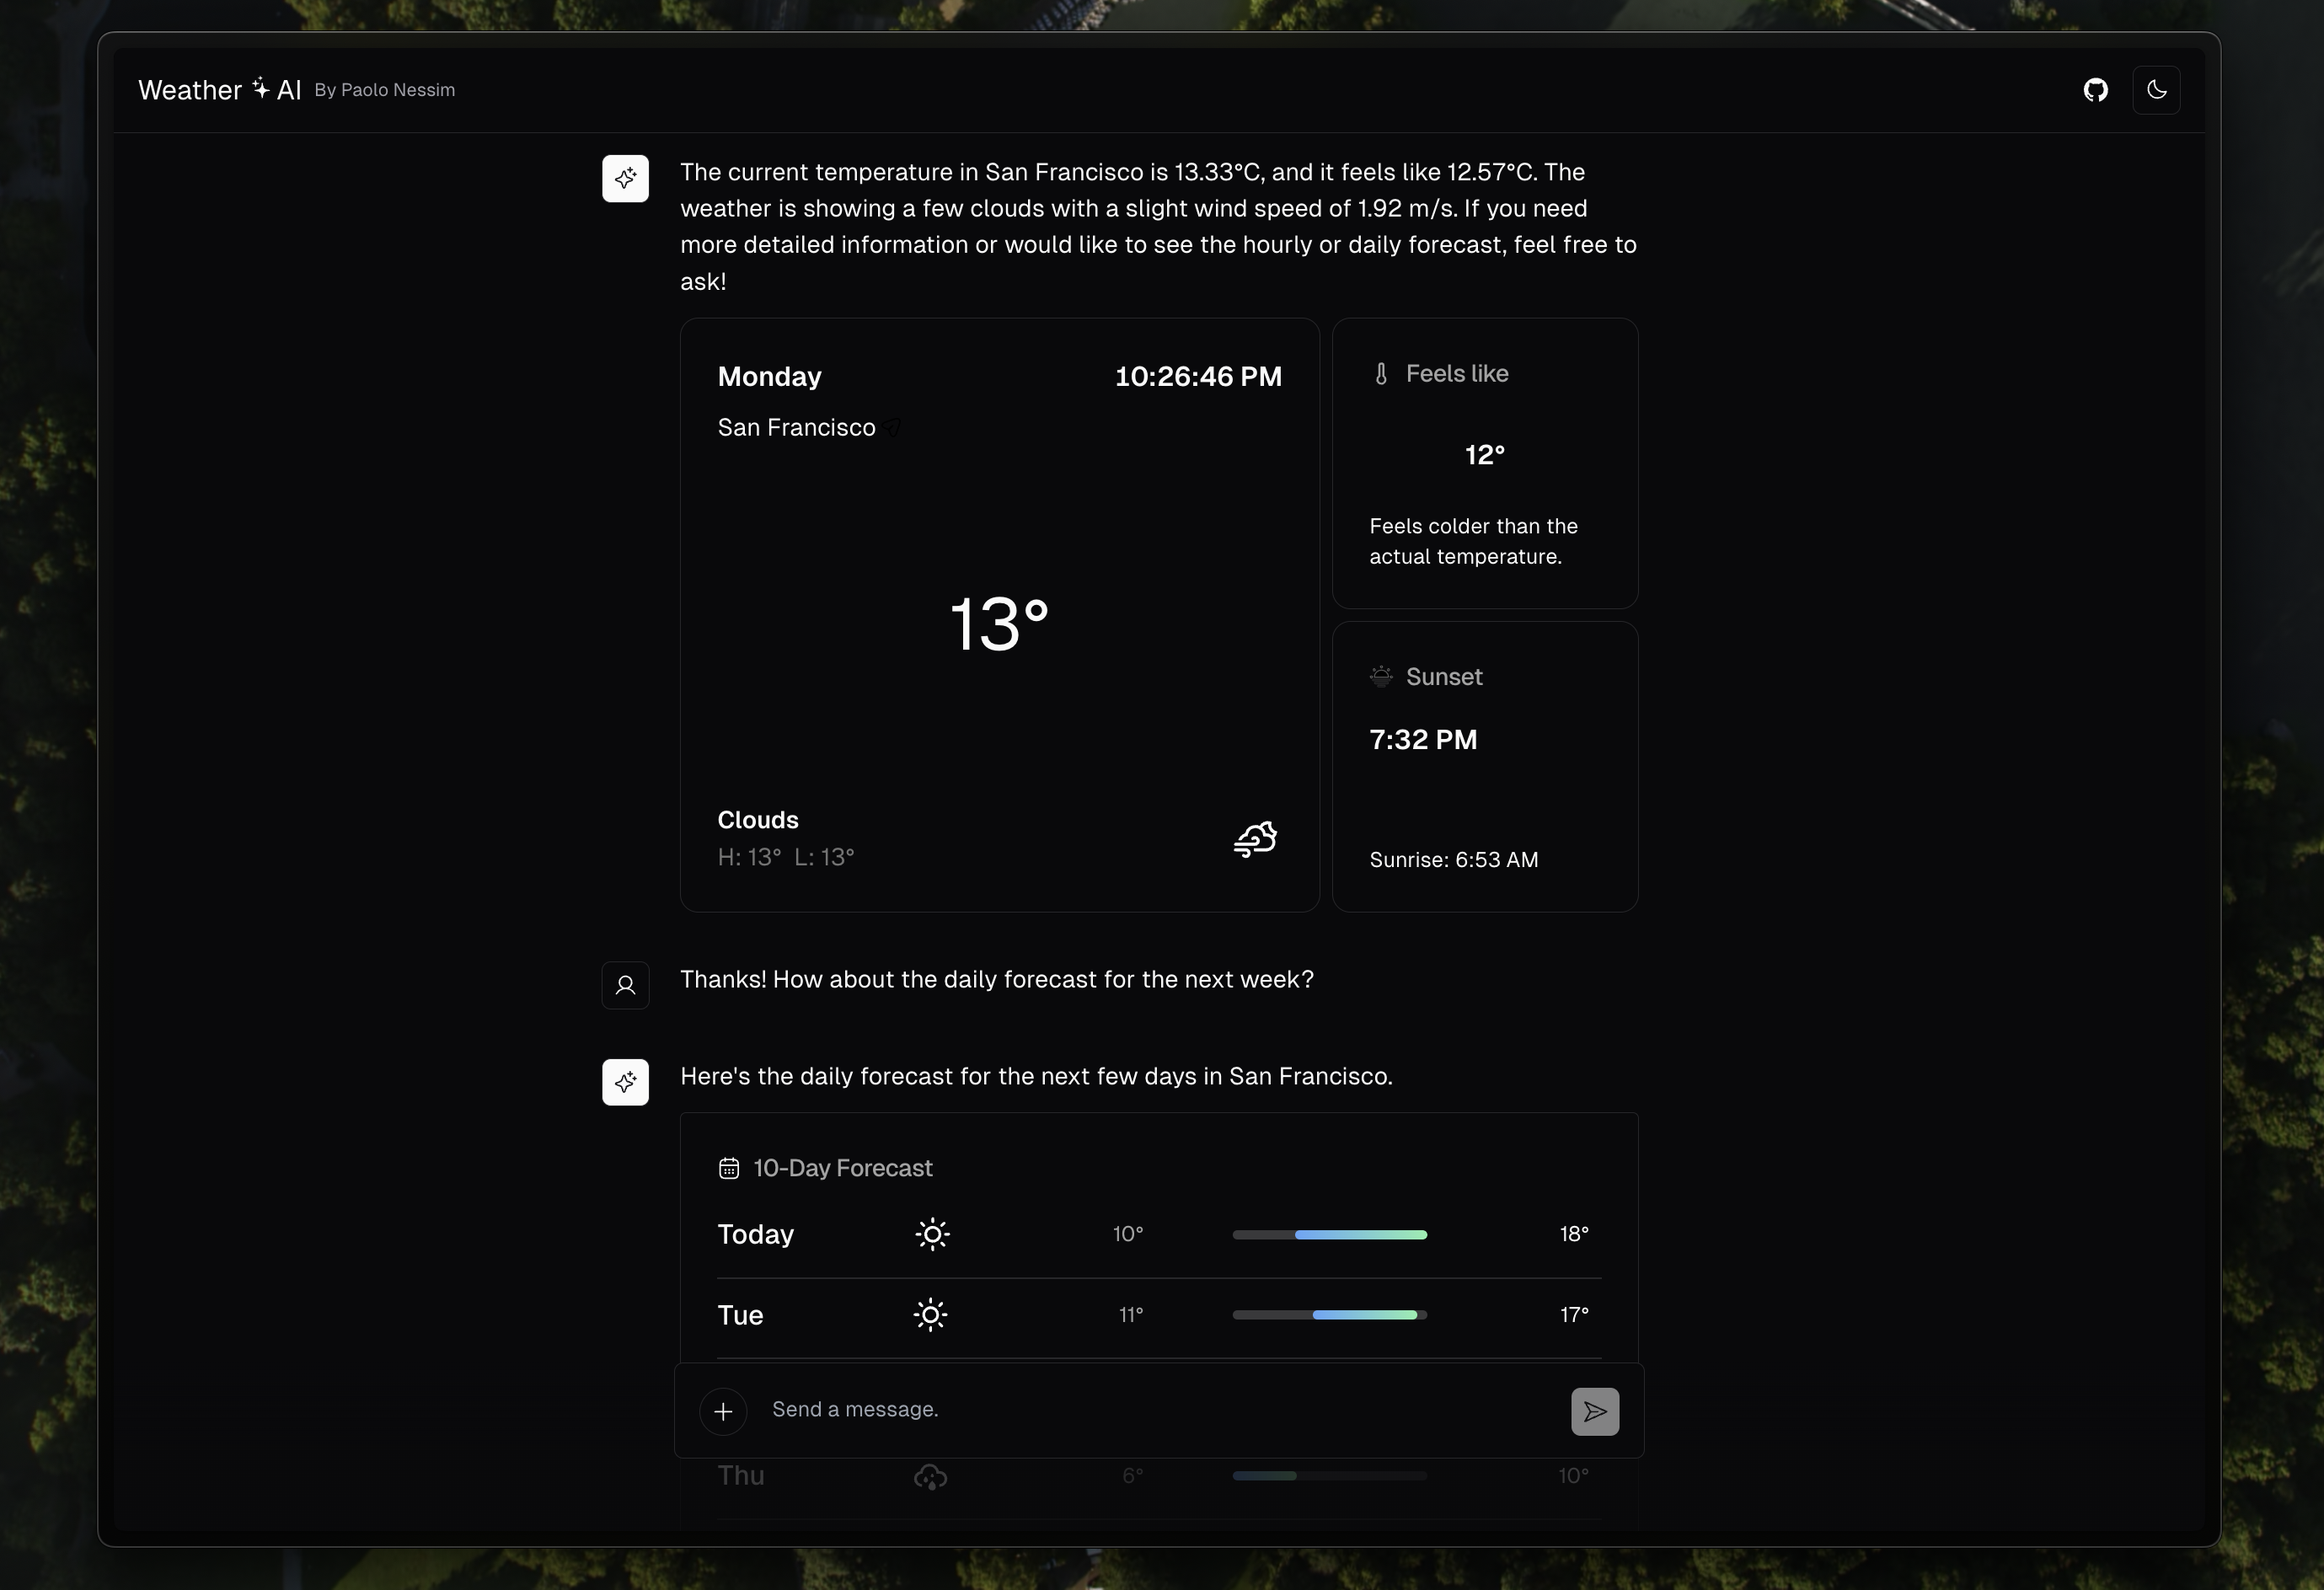 Weather AI By Paolo Nessim
The current temperature in San Francisco is 13.33°C, and it feels like 12.57°C. The
weather is showing a few clouds with a slight wind speed of 1.92 m/s. If you need
more detailed information or would like to see the hourly or daily forecast, feel free to
ask!
Monday
10:26:46 PM
San Francisco
13°
Clouds
H: 13° L: 13°
Feels like
12°
Feels colder than the
actual temperature.
Sunset
7:32 PM
Sunrise: 6:53 AM
Thanks! How about the daily forecast for the next week?
Here's the daily forecast for the next few days in San Francisco.
10-Day Forecast
Today 10° 18°
Tue 11° 17°
Send a message.
Thu 6° 10°